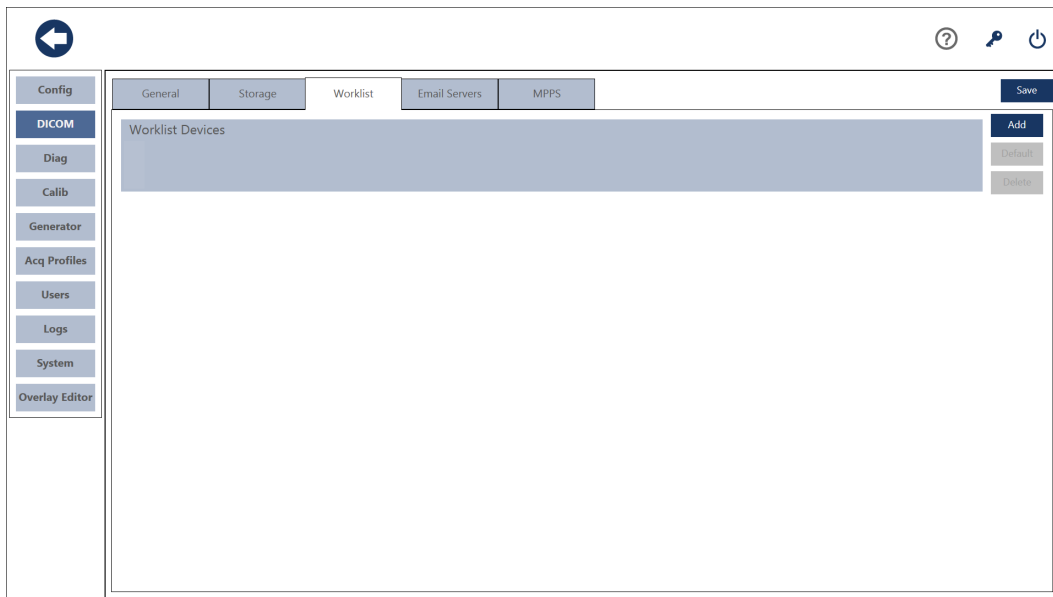 ?
Config
DICOM
Diag
Calib
Generator
Acq Profiles
Users
Logs
System
Overlay Editor
General
Storage
Worklist
Email Servers
MPPS
Save
Worklist Devices
Add
Default
Delete